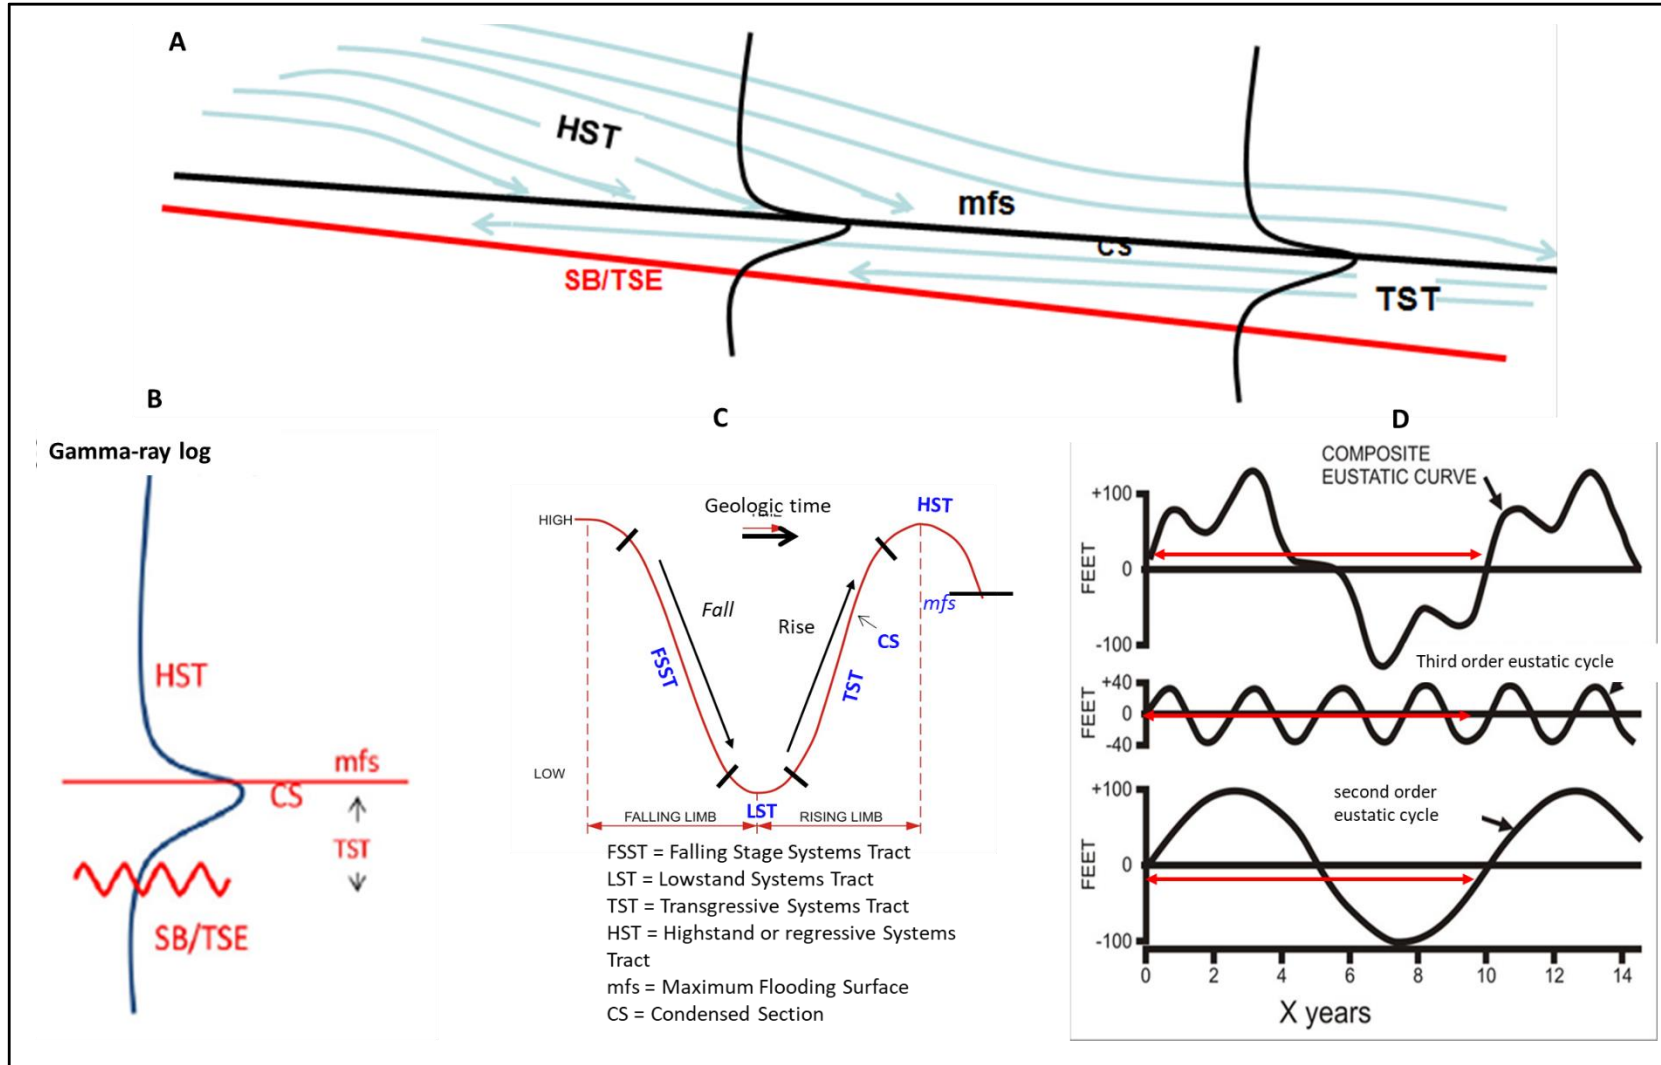 A
HST
mfs
CS
SB/TSE
TST
B
Gamma-ray log
HST
mfs
CS
TST
SB/TSE
C
HIGH
Geologic time
HST
Fall
Rise
mfs
CS
FSST
TST
LOW
LST
FALLING LIMB
RISING LIMB
FSST = Falling Stage Systems Tract
LST = Lowstand Systems Tract
TST = Transgressive Systems Tract
HST = Highstand or regressive Systems
Tract
mfs = Maximum Flooding Surface
CS = Condensed Section
D
COMPOSITE
EUSTATIC CURVE
+100
0
-100
FEET
Third order eustatic cycle
+40
0
-40
FEET
second order
eustatic cycle
+100
0
-100
FEET
0 2 4 6 8 10 12 14
X years